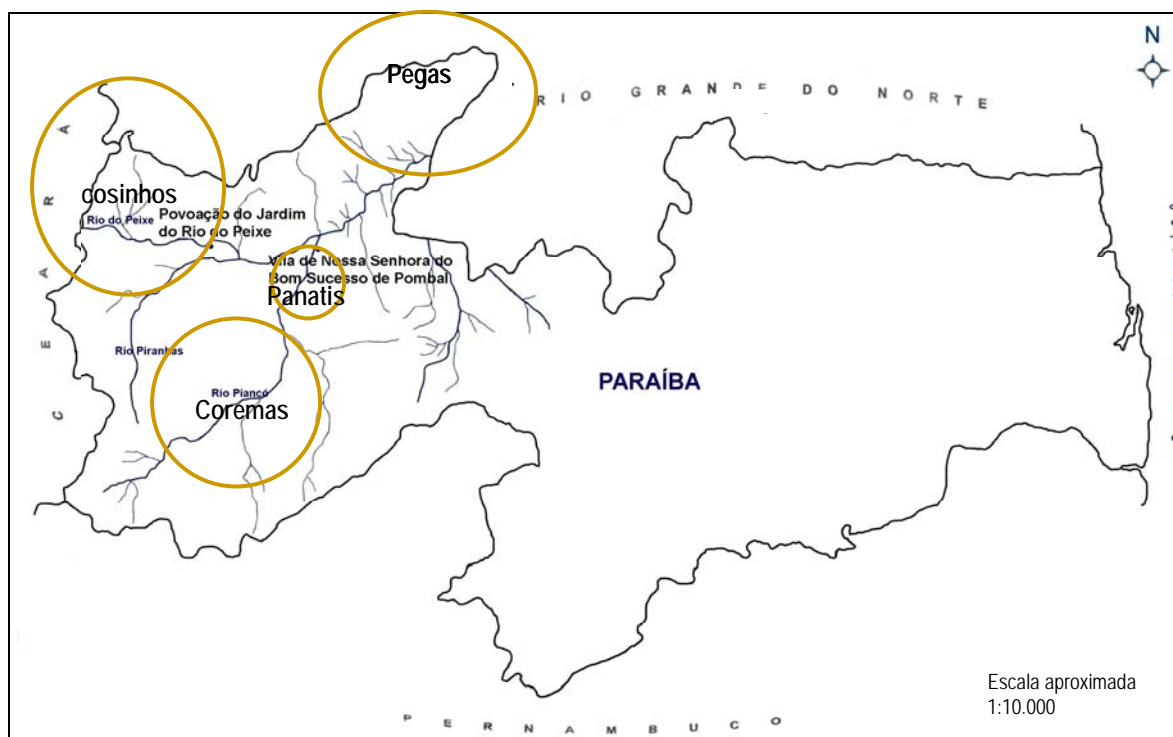 Pegas
N
RIO GRANDE DO NORTE
CEARÁ
cosinhos
Rio do Peixe
Povoação do Jardim
do Rio do Peixe
Vila de Nossa Senhora do
Bom Sucesso de Pombal
Panatis
Rio Piranhas
Rio Piancó
Coremas
PARAÍBA
Escala aproximada
1:10.000
PERNAMBUCO